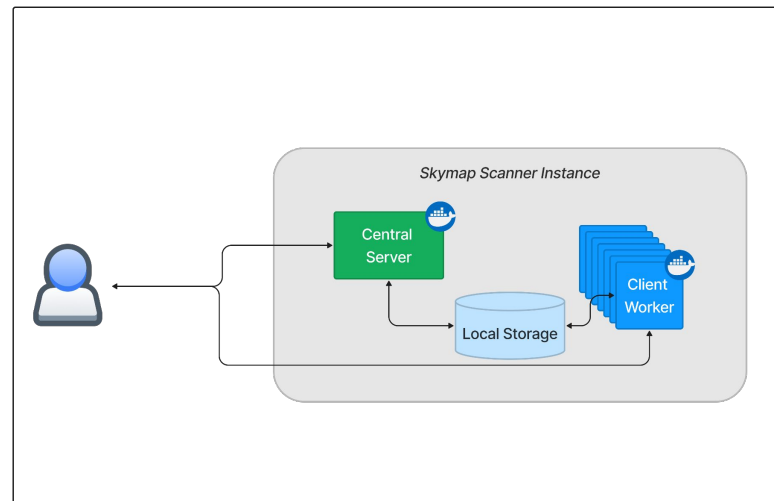 Skymap Scanner Instance
Central
Server
Client
Worker
Local Storage